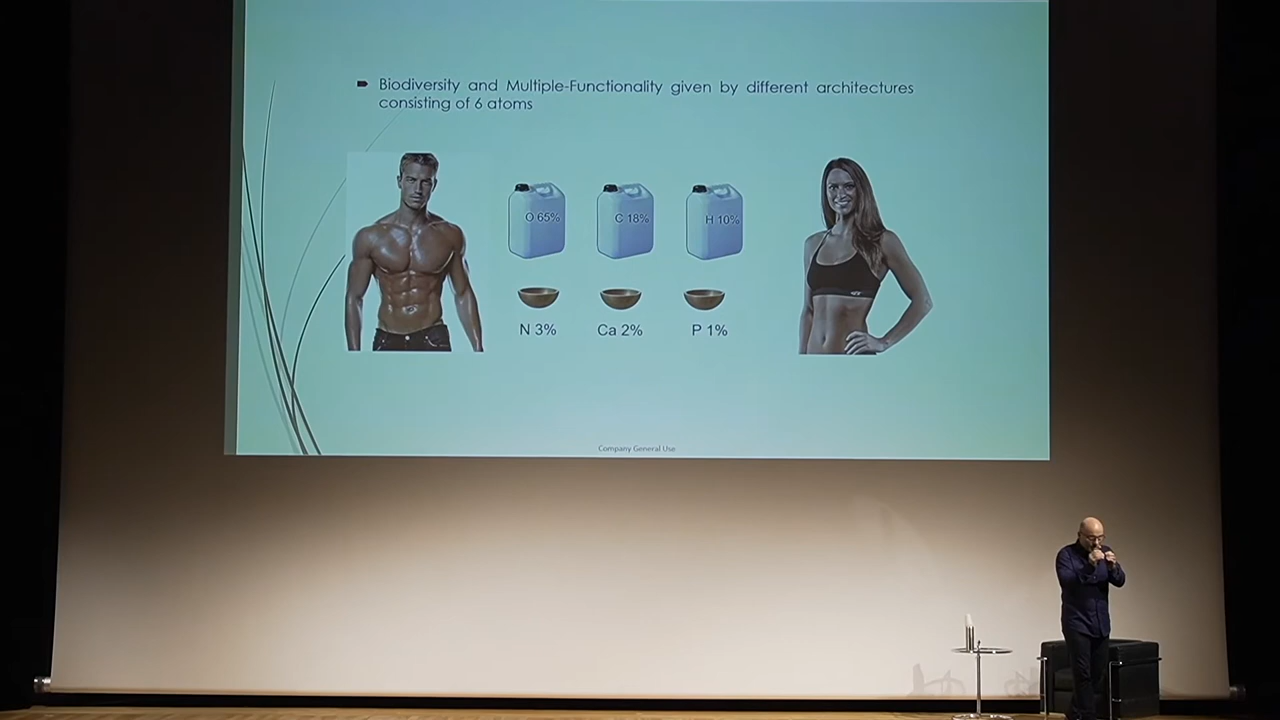 Biodiversity and Multiple-Functionality given by different architectures
consisting of 6 atoms
O 65%
C 18%
H 10%
N 3%
Ca 2%
P 1%
Company General Use